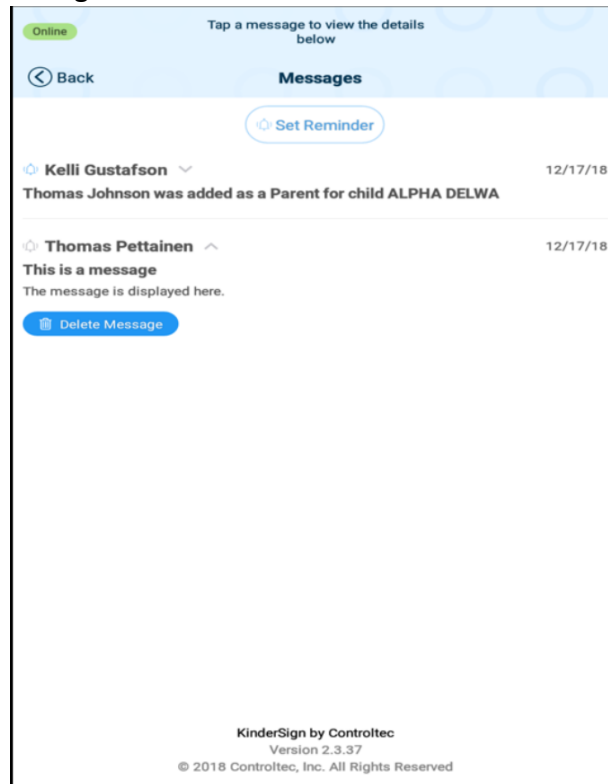 Online
Tap a message to view the details
below
Back
Messages
Set Reminder
Kelli Gustafson 12/17/18
Thomas Johnson was added as a Parent for child ALPHA DELWA
Thomas Pettainen 12/17/18
This is a message
The message is displayed here.
Delete Message
KinderSign by Controltec
Version 2.3.37
© 2018 Controltec, Inc. All Rights Reserved